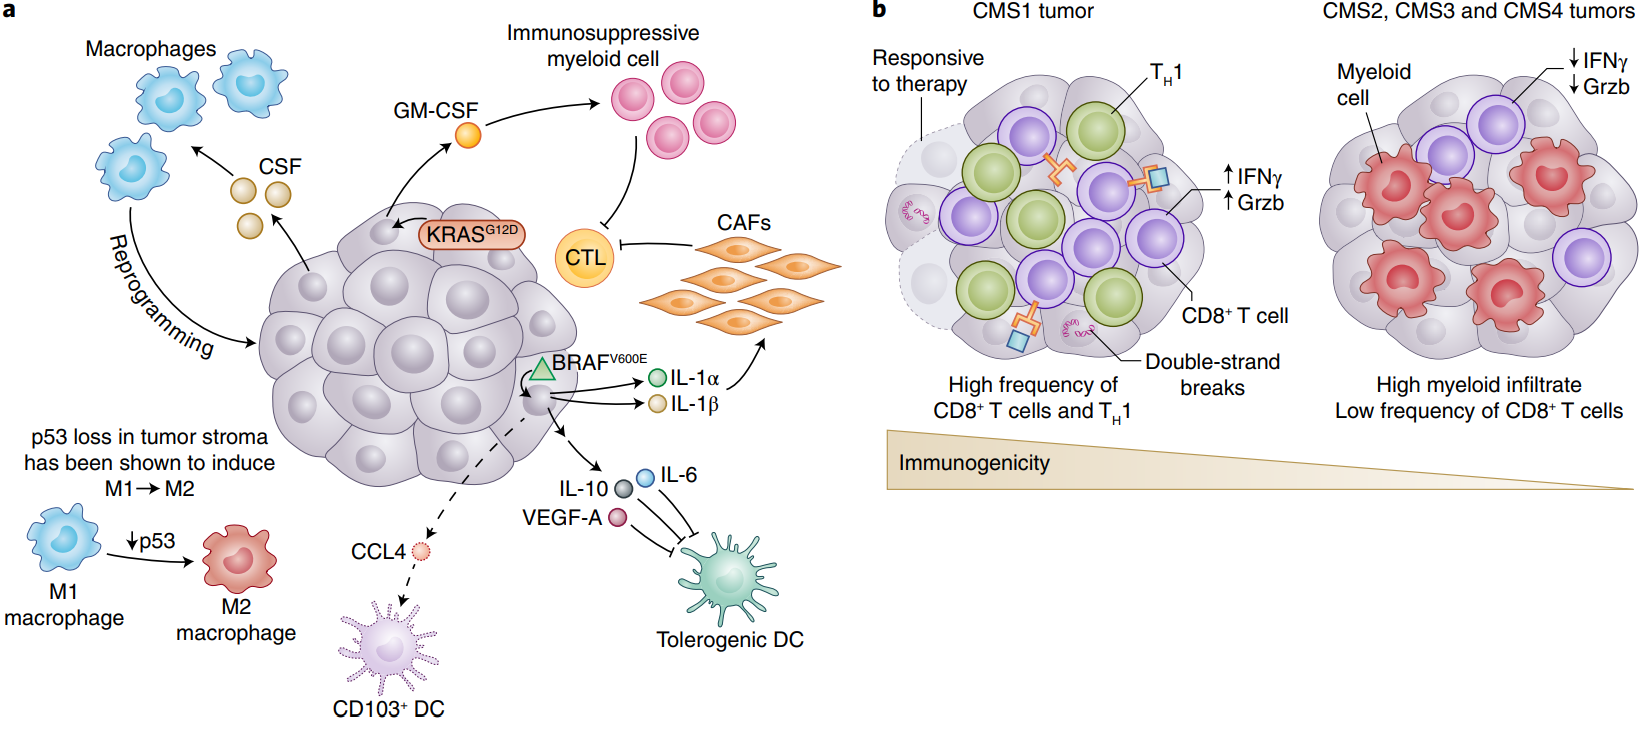 a
Macrophages
CSF
GM-CSF
Immunosuppressive
myeloid cell
KRASG12D
CTL
CAFs
Reprogramming
BRAFV600E
IL-1α
IL-1β
p53 loss in tumor stroma
has been shown to induce
M1→ M2
↓p53
M1
macrophage
M2
macrophage
CCL4
CD103+ DC
IL-10
IL-6
VEGF-A
Tolerogenic DC
b
CMS1 tumor
Responsive
to therapy
TH1
↑ IFNγ
↑ Grzb
CD8+ T cell
Double-strand
breaks
High frequency of
CD8+ T cells and TH1
CMS2, CMS3 and CMS4 tumors
Myeloid
cell
↓ IFNγ
↓ Grzb
High myeloid infiltrate
Low frequency of CD8+ T cells
Immunogenicity